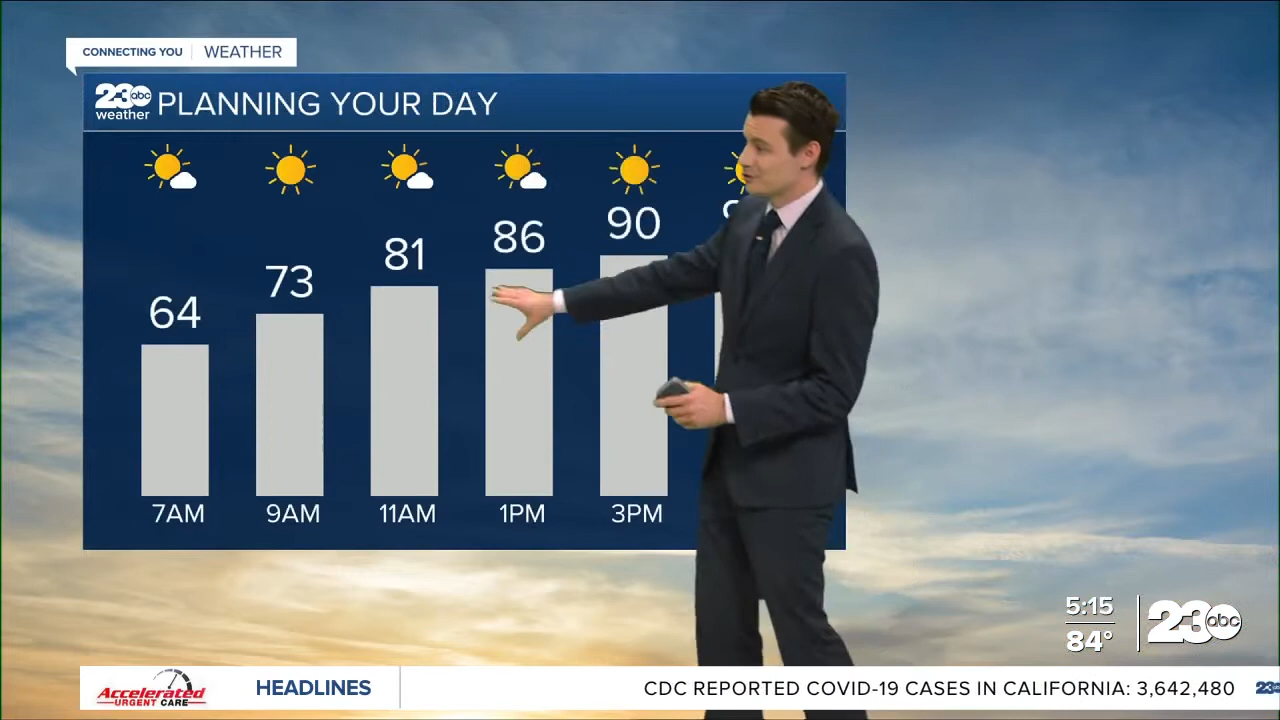 CONNECTING YOU | WEATHER
23 abc
weather
PLANNING YOUR DAY
64 73 81 86 90
7AM 9AM 11AM 1PM 3PM
5:15
84°
23 abc
Accelerated
URGENT CARE
HEADLINES
CDC REPORTED COVID-19 CASES IN CALIFORNIA: 3,642,480
23